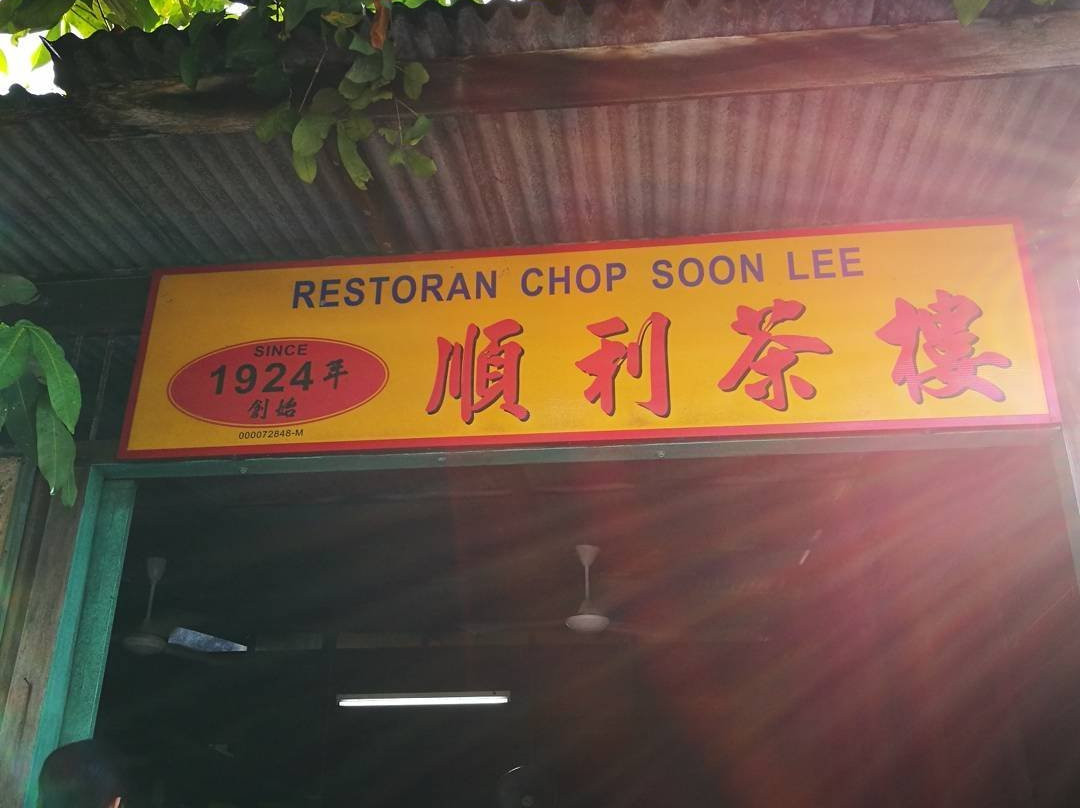 RESTORAN CHOP SOON LEE
順利茶樓
SINCE
1924年
創始
000072848-M